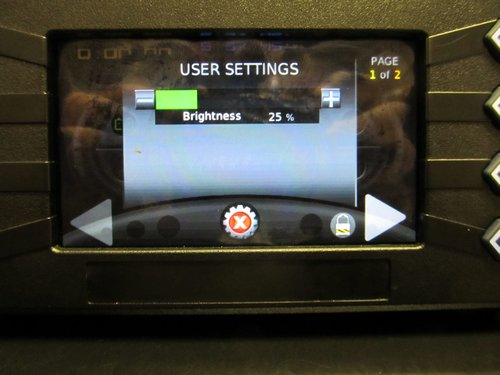 USER SETTINGS
PAGE
1 of 2
Brightness 25 %